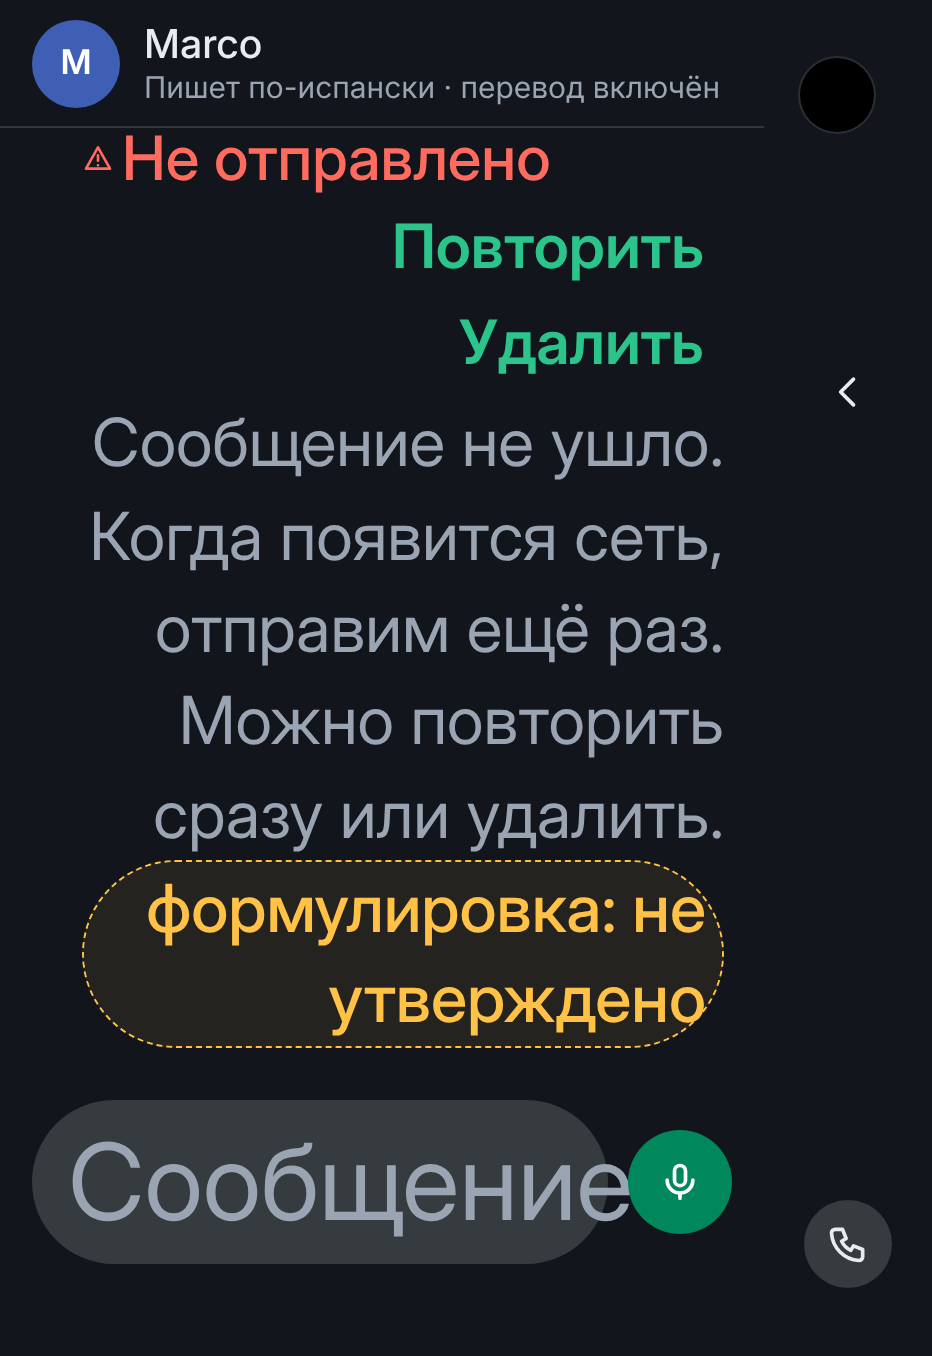 M
Marco
Пишет по-испански · перевод включён
Не отправлено
Повторить
Удалить
Сообщение не ушло.
Когда появится сеть,
отправим ещё раз.
Можно повторить
сразу или удалить.
формулировка: не
утверждено
Сообщение